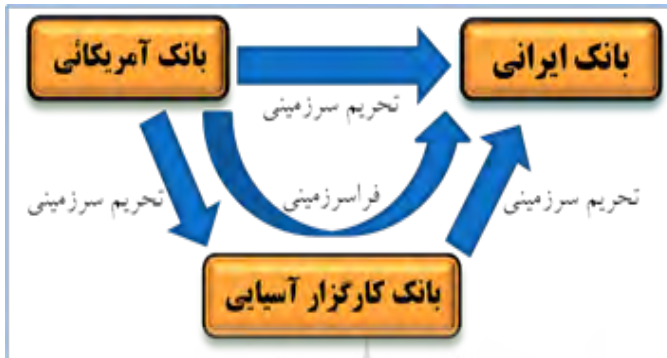 بانک ایرانی
بانک آمریکائی
تحریم سرزمینی
تحریم سرزمینی
فراسرزمینی
تحریم سرزمینی
بانک کارگزار آسیایی